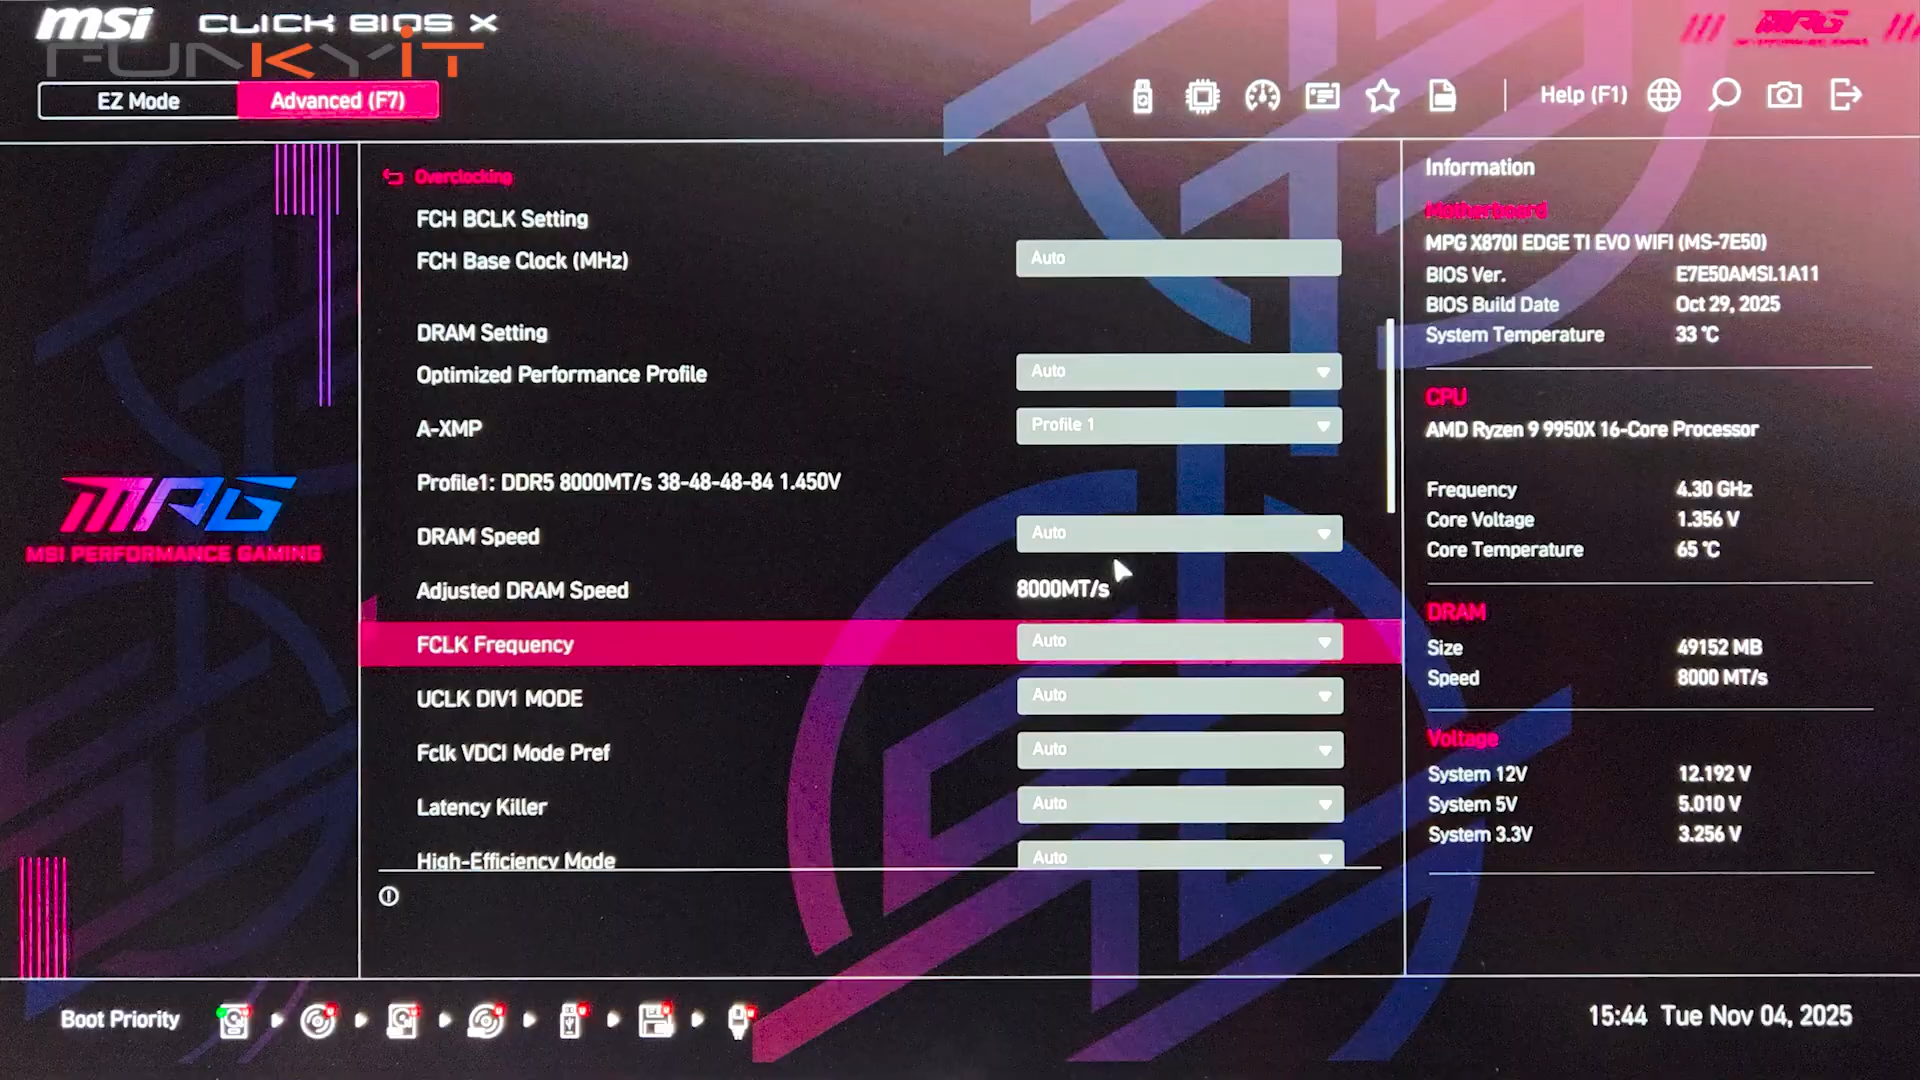 msi CLICK BIOS X
FUNKYIT
EZ Mode
Advanced (F7)
Help (F1)
Overclocking
FCH BCLK Setting
FCH Base Clock (MHz) Auto
DRAM Setting
Optimized Performance Profile Auto
A-XMP Profile 1
Profile1: DDR5 8000MT/s 38-48-48-84 1.450V
DRAM Speed Auto
Adjusted DRAM Speed 8000MT/s
FCLK Frequency Auto
UCLK DIV1 MODE Auto
Fclk VDCI Mode Pref Auto
Latency Killer Auto
High-Efficiency Mode Auto
MPG
MSI PERFORMANCE GAMING
MPG
Information
Motherboard
MPG X870I EDGE TI EVO WIFI (MS-7E50)
BIOS Ver. E7E50AMSI.1A11
BIOS Build Date Oct 29, 2025
System Temperature 33 °C
CPU
AMD Ryzen 9 9950X 16-Core Processor
Frequency 4.30 GHz
Core Voltage 1.356 V
Core Temperature 65 °C
DRAM
Size 49152 MB
Speed 8000 MT/s
Voltage
System 12V 12.192 V
System 5V 5.010 V
System 3.3V 3.256 V
Boot Priority
15:44 Tue Nov 04, 2025